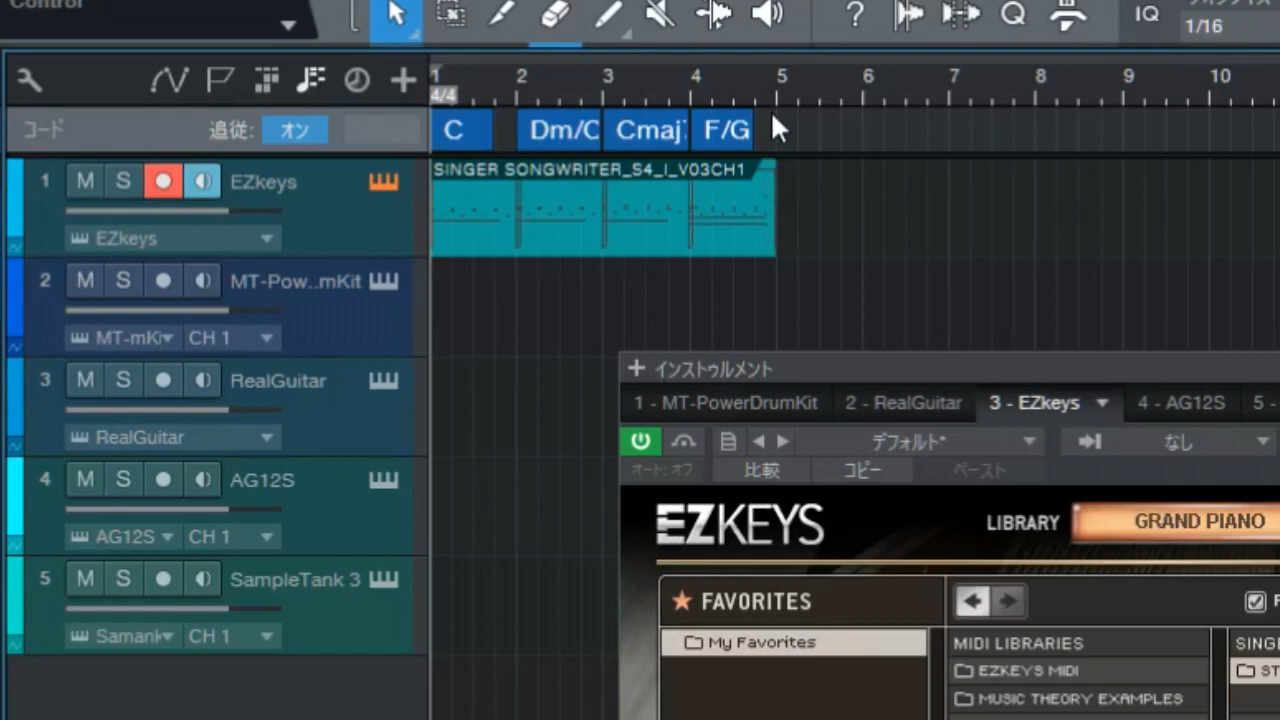 Control
?
IQ
1/16
1 2 3 4 5 6 7 8 9 10
4/4
コード 追従: オン
C Dm/C Cmaj7 F/G
SINGER SONGWRITER_S4_I_V03CH1
1 M S EZkeys
EZkeys
2 M S MT-Pow..mKit
MT-mKi CH 1
3 M S RealGuitar
RealGuitar
4 M S AG12S
AG12S CH 1
5 M S SampleTank 3
Samank CH 1
インストゥルメント
1 - MT-PowerDrumKit 2 - RealGuitar 3 - EZkeys 4 - AG12S 5 -
デフォルト* なし
オート: オフ 比較 コピー ペースト
EZKEYS LIBRARY GRAND PIANO
FAVORITES
My Favorites
MIDI LIBRARIES
SINGE
EZKEYS MIDI
ST
MUSIC THEORY EXAMPLES